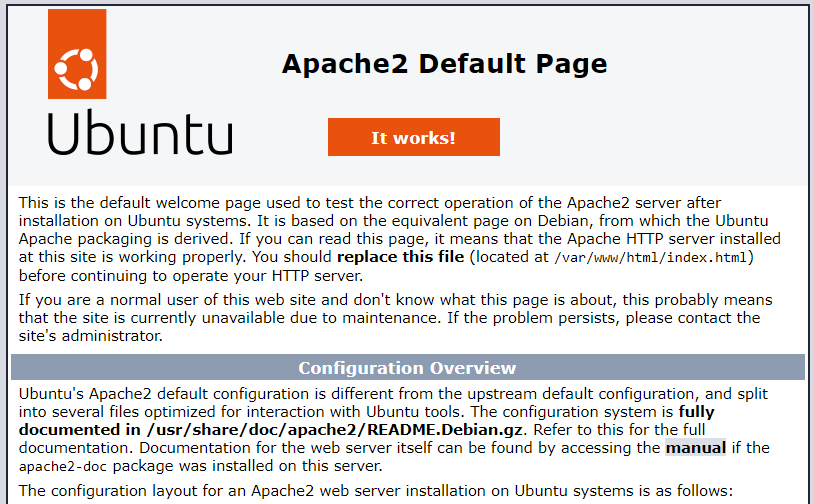 Apache2 Default Page
Ubuntu
It works!
This is the default welcome page used to test the correct operation of the Apache2 server after
installation on Ubuntu systems. It is based on the equivalent page on Debian, from which the Ubuntu
Apache packaging is derived. If you can read this page, it means that the Apache HTTP server installed
at this site is working properly. You should replace this file (located at /var/www/html/index.html)
before continuing to operate your HTTP server.
If you are a normal user of this web site and don't know what this page is about, this probably means
that the site is currently unavailable due to maintenance. If the problem persists, please contact the
site's administrator.
Configuration Overview
Ubuntu's Apache2 default configuration is different from the upstream default configuration, and split
into several files optimized for interaction with Ubuntu tools. The configuration system is fully
documented in /usr/share/doc/apache2/README.Debian.gz. Refer to this for the full
documentation. Documentation for the web server itself can be found by accessing the manual if the
apache2-doc package was installed on this server.
The configuration layout for an Apache2 web server installation on Ubuntu systems is as follows: